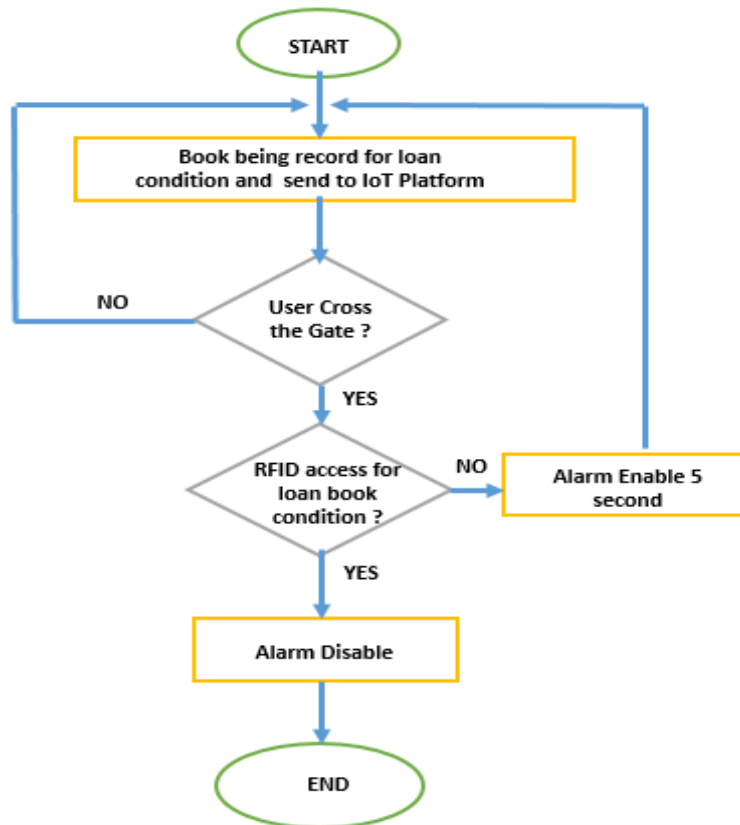 START
Book being record for loan
condition and send to IoT Platform
NO
User Cross
the Gate ?
YES
RFID access for
loan book
condition ?
NO
Alarm Enable 5
second
YES
Alarm Disable
END